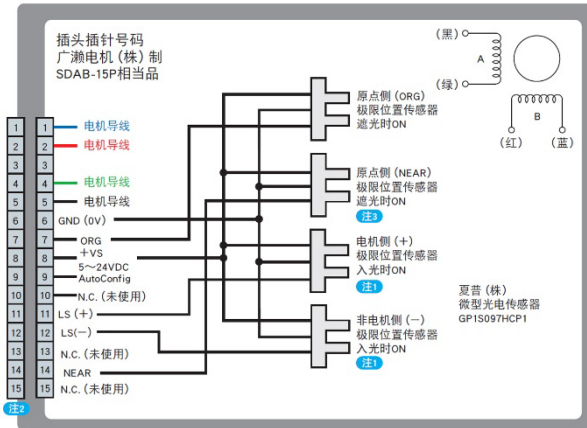 插头插针号码
广濑电机 (株) 制
SDAB-15P相当品
1 1 电机导线
2 2 电机导线
3 3
4 4 电机导线
5 5 电机导线
6 6 GND (0V)
7 7 ORG
8 8 +VS
5~24VDC
9 9 AutoConfig
10 10 N.C. (未使用)
11 11 LS (+)
12 12 LS(−)
13 13 N.C. (未使用)
14 14 NEAR
15 15 N.C. (未使用)
注2
原点侧 (ORG)
极限位置传感器
遮光时ON
原点侧 (NEAR)
极限位置传感器
遮光时ON
注3
电机侧 (+)
极限位置传感器
入光时ON
注1
非电机侧 (−)
极限位置传感器
入光时ON
注1
(黑)
A
(绿)
B
(红) (蓝)
夏普 (株)
微型光电传感器
GP1S097HCP1